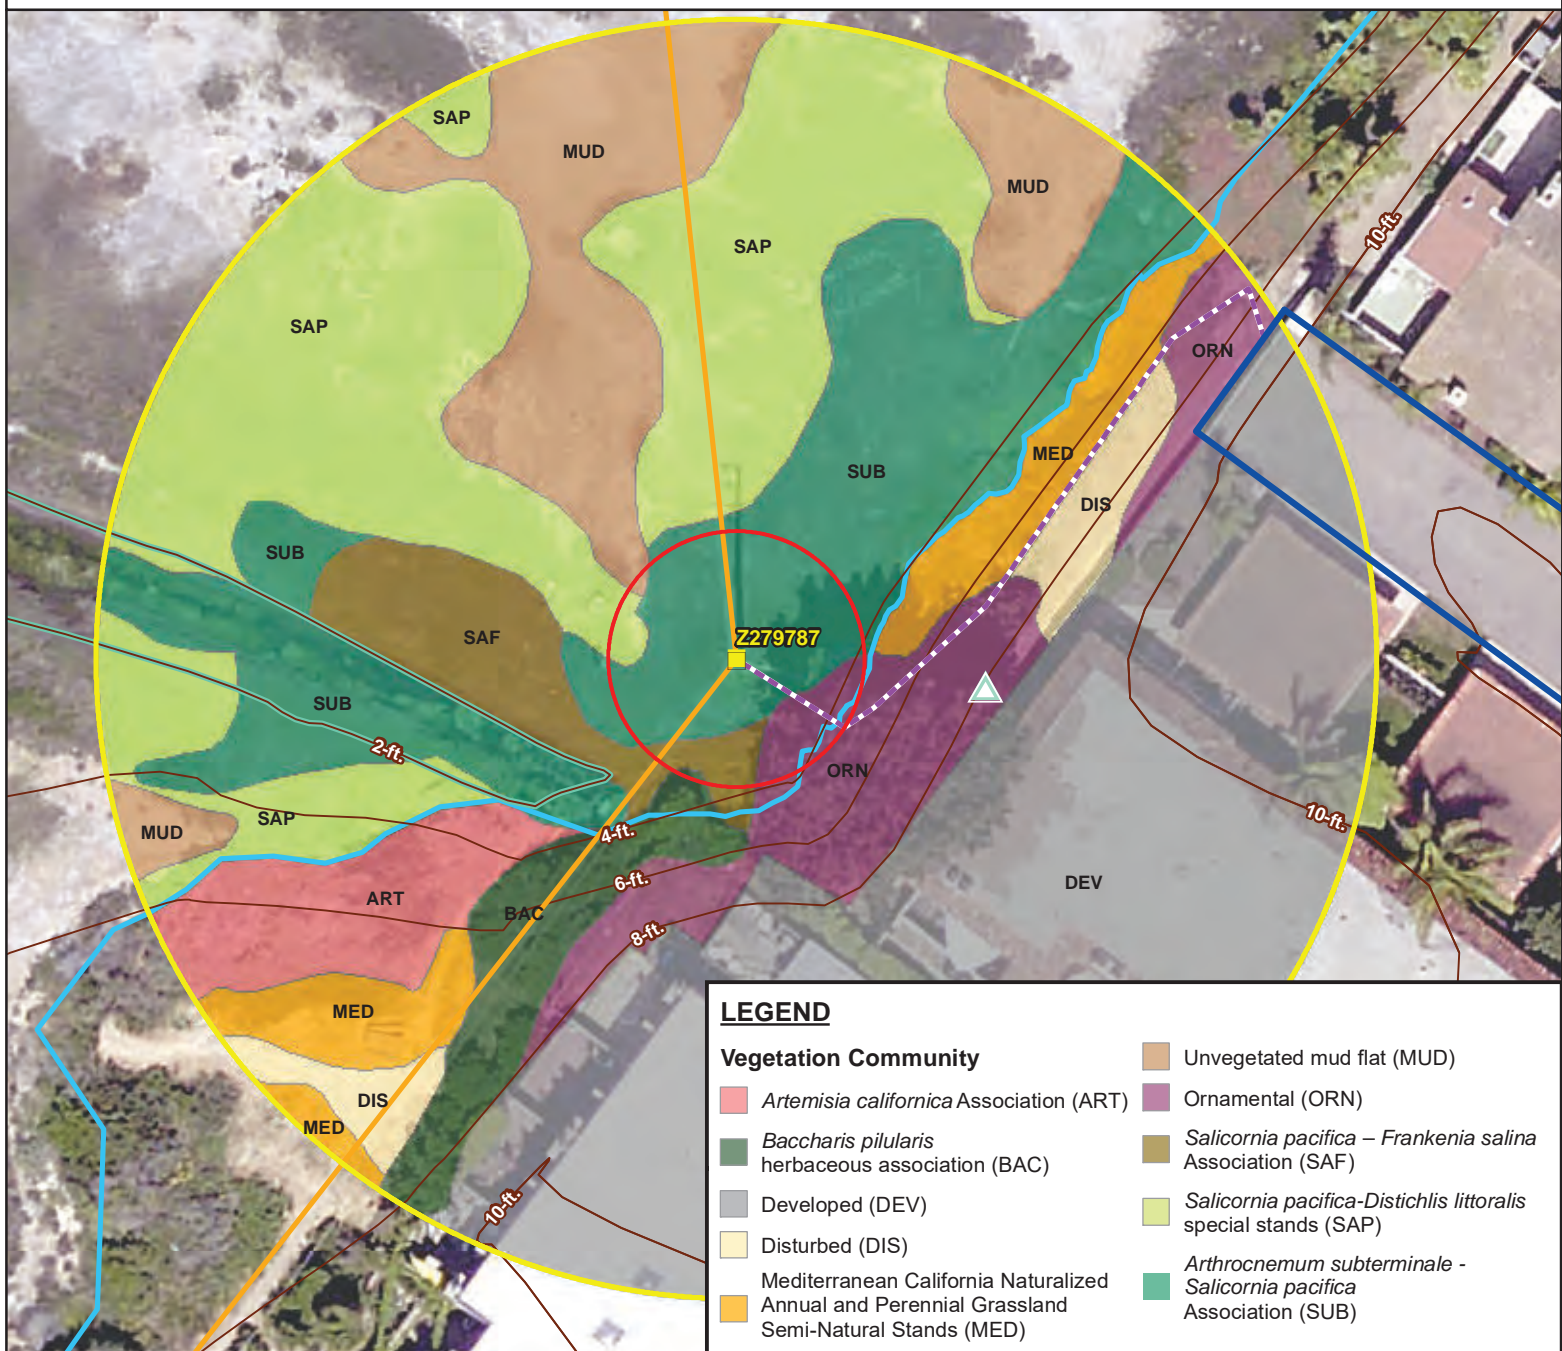 SAP
MUD
MUD
10-ft.
SAP
SAP
ORN
MED
SUB
DIS
SUB
SAF
Z279787
SUB
2-ft.
ORN
10-ft.
SAP
MUD
4-ft.
6-ft.
DEV
ART
BAC
8-ft.
MED
DIS
MED
10-ft.
LEGEND
Vegetation Community
Artemisia californica Association (ART)
Baccharis pilularis
herbaceous association (BAC)
Developed (DEV)
Disturbed (DIS)
Mediterranean California Naturalized
Annual and Perennial Grassland
Semi-Natural Stands (MED)
Unvegetated mud flat (MUD)
Ornamental (ORN)
Salicornia pacifica – Frankenia salina
Association (SAF)
Salicornia pacifica-Distichlis littoralis
special stands (SAP)
Arthrocnemum subterminale -
Salicornia pacifica
Association (SUB)